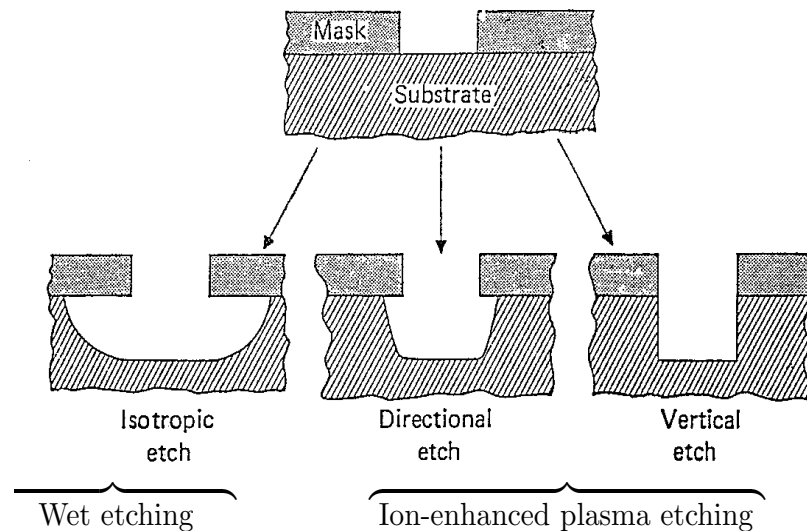 Mask
Substrate
Isotropic
etch
Directional
etch
Vertical
etch
Wet etching
Ion-enhanced plasma etching